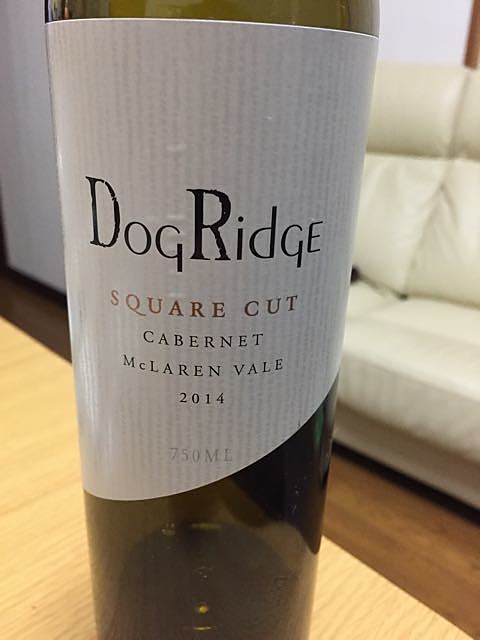 DogRidge
SQUARE CUT
CABERNET
McLAREN VALE
2014
750ML